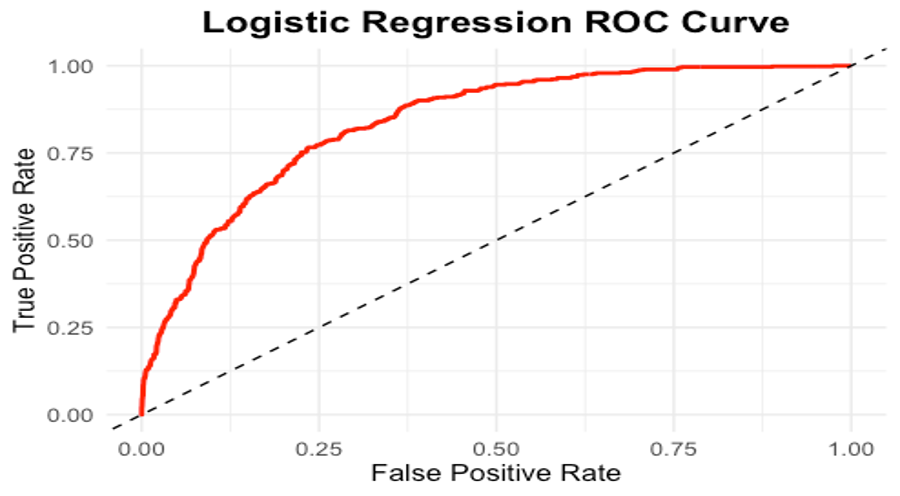 Logistic Regression ROC Curve
True Positive Rate
1.00
0.75
0.50
0.25
0.00
0.00 0.25 0.50 0.75 1.00
False Positive Rate